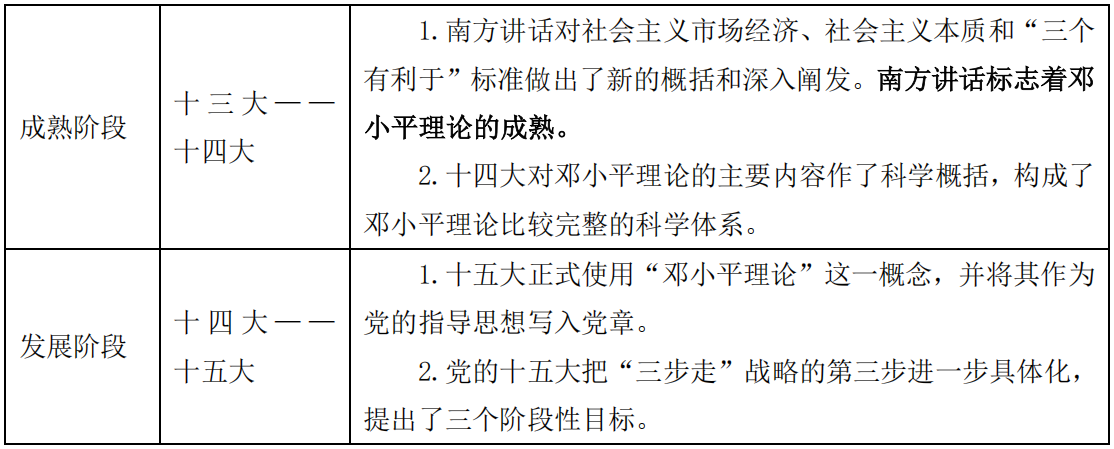 成熟阶段
十三大——
十四大
1.南方讲话对社会主义市场经济、社会主义本质和“三个
有利于”标准做出了新的概括和深入阐发。南方讲话标志着邓
小平理论的成熟。
2.十四大对邓小平理论的主要内容作了科学概括，构成了
邓小平理论比较完整的科学体系。
发展阶段
十四大——
十五大
1.十五大正式使用“邓小平理论”这一概念，并将其作为
党的指导思想写入党章。
2.党的十五大把“三步走”战略的第三步进一步具体化，
提出了三个阶段性目标。